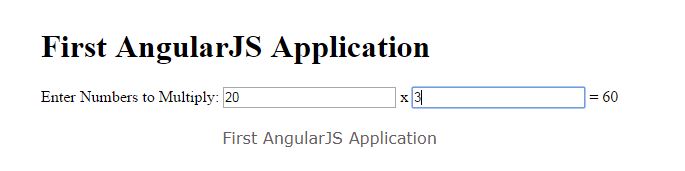 First AngularJS Application
Enter Numbers to Multiply: 20 x 3 = 60
First AngularJS Application